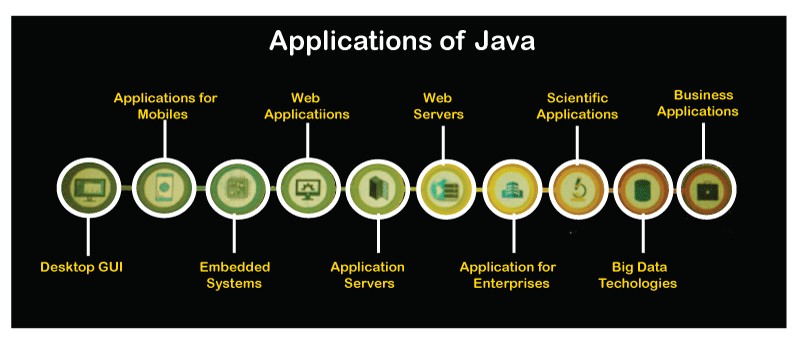 Applications of Java
Applications for
Mobiles
Web
Applicatiions
Web
Servers
Scientific
Applications
Business
Applications
Desktop GUI
Embedded
Systems
Application
Servers
Application for
Enterprises
Big Data
Techologies